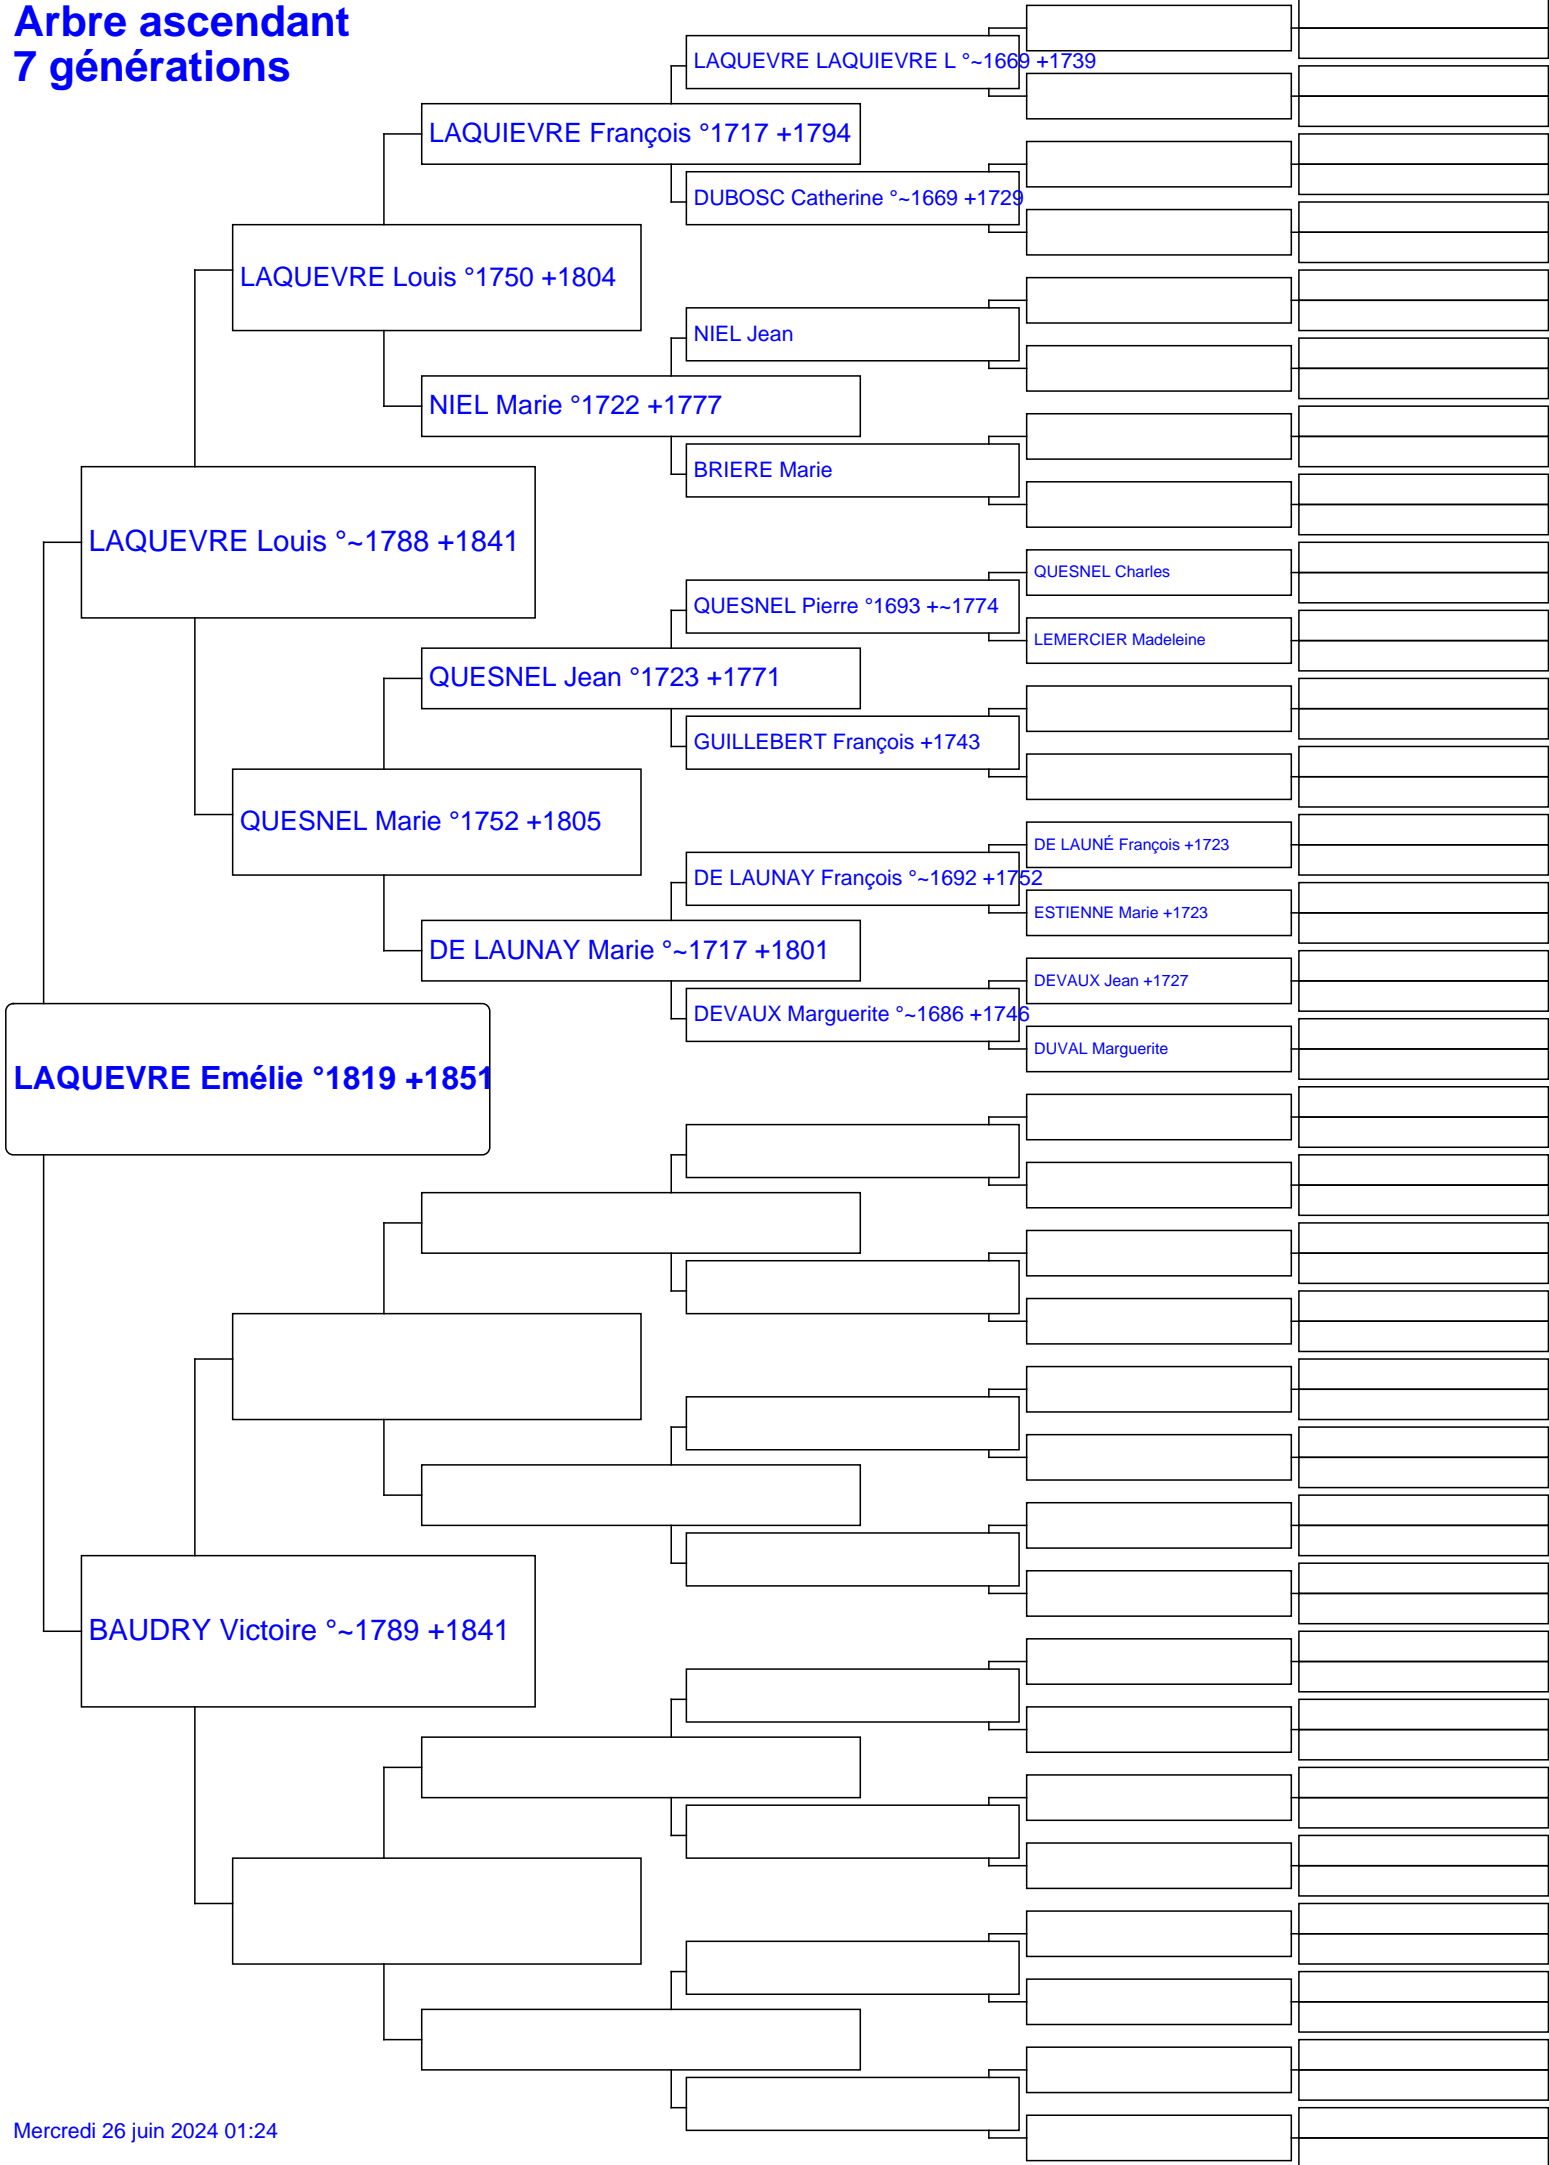 Arbre ascendant
7 générations
LAQUEVRE LAQUIEVRE L °~1669 +1739
LAQUIEVRE François °1717 +1794
DUBOSC Catherine °~1669 +1729
LAQUEVRE Louis °1750 +1804
NIEL Jean
NIEL Marie °1722 +1777
BRIERE Marie
LAQUEVRE Louis °~1788 +1841
QUESNEL Charles
QUESNEL Pierre °1693 +~1774
LEMERCIER Madeleine
QUESNEL Jean °1723 +1771
GUILLEBERT François +1743
QUESNEL Marie °1752 +1805
DE LAUNÉ François +1723
DE LAUNAY François °~1692 +1752
ESTIENNE Marie +1723
DE LAUNAY Marie °~1717 +1801
DEVAUX Jean +1727
DEVAUX Marguerite °~1686 +1746
DUVAL Marguerite
LAQUEVRE Emélie °1819 +1851
BAUDRY Victoire °~1789 +1841
Mercredi 26 juin 2024 01:24